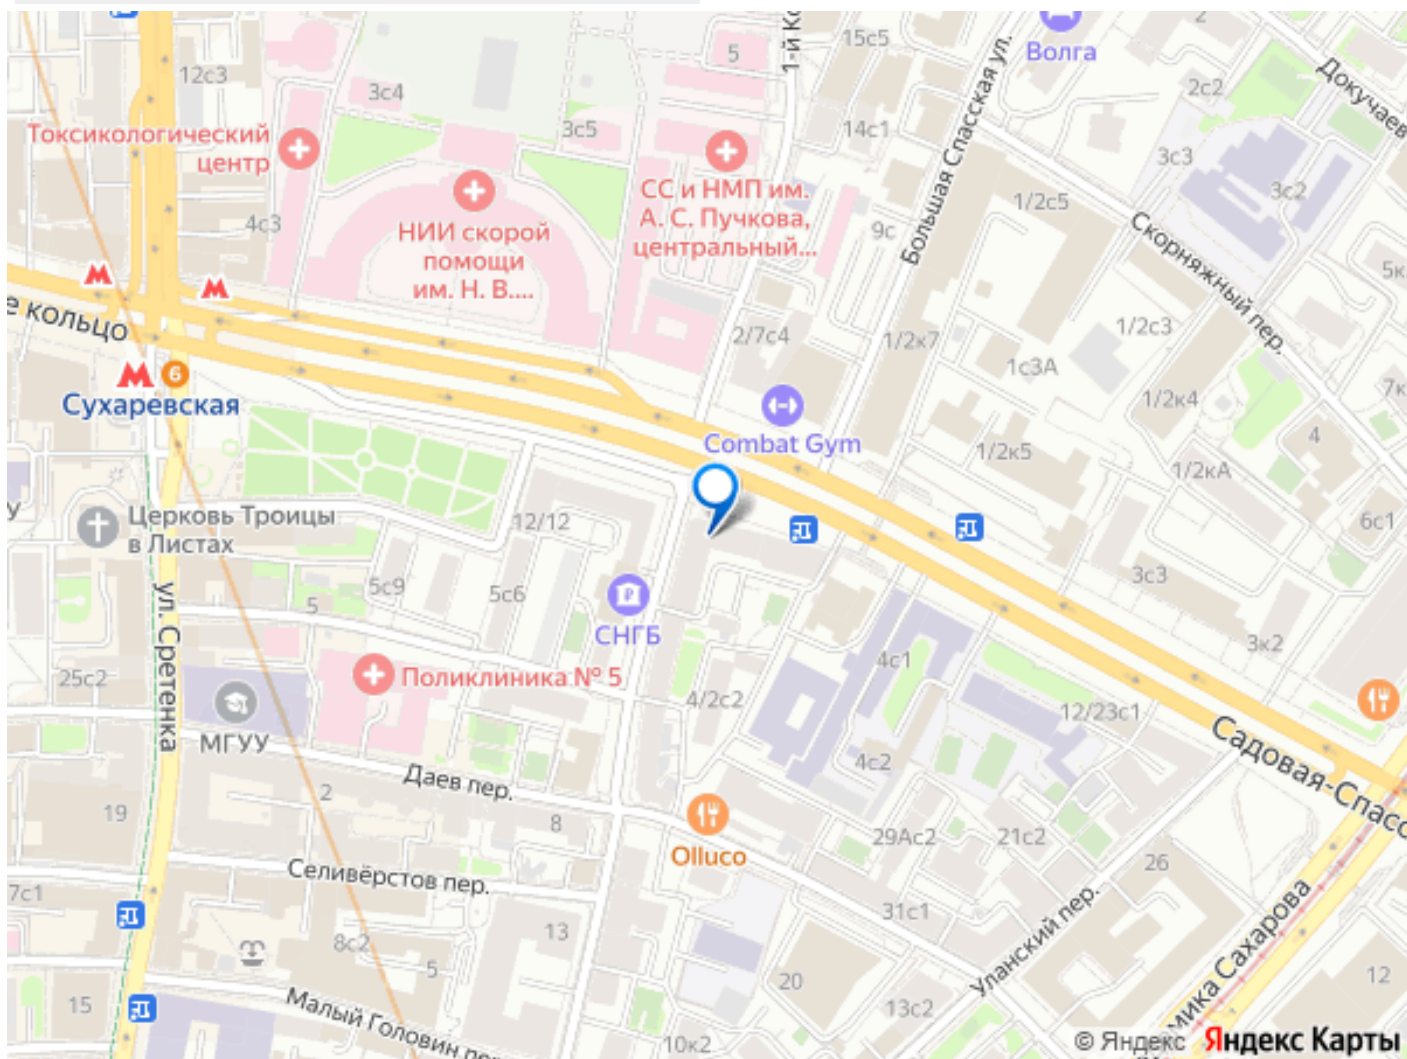 12с3
3с4
5
1-й Ко
15с5
Волга
2
2с2
Докучаев
Токсикологический
центр
3с5
14с1
3с3
3с2
СС и НМП им.
А. С. Пучкова,
центральный...
НИИ скорой
помощи
им. Н. В....
4с3
9с
Большая Спасская ул.
1/2с5
Скорняжный пер.
5к
е кольцо
2/7с4
1/2к7
1/2с3
1с3А
6
Сухаревская
Combat Gym
1/2к4
7к
4
1/2к5
1/2кА
У
Церковь Троицы
в Листах
12/12
6с1
5с9
5с6
5
3с3
СНГБ
3к2
ул. Сретенка
25с2
Поликлиника № 5
4с1
4/2с2
12/23с1
МГУУ
Садовая-Спасс
4с2
Даев пер.
2
19
8
Olluco
29Ас2
21с2
26
Селивёрстов пер.
7с1
31с1
Уланский пер.
8с2
13
5
20
12
мика Сахарова
15
Малый Головин пер
13с2
10к2
© Яндекс Яндекс Карты